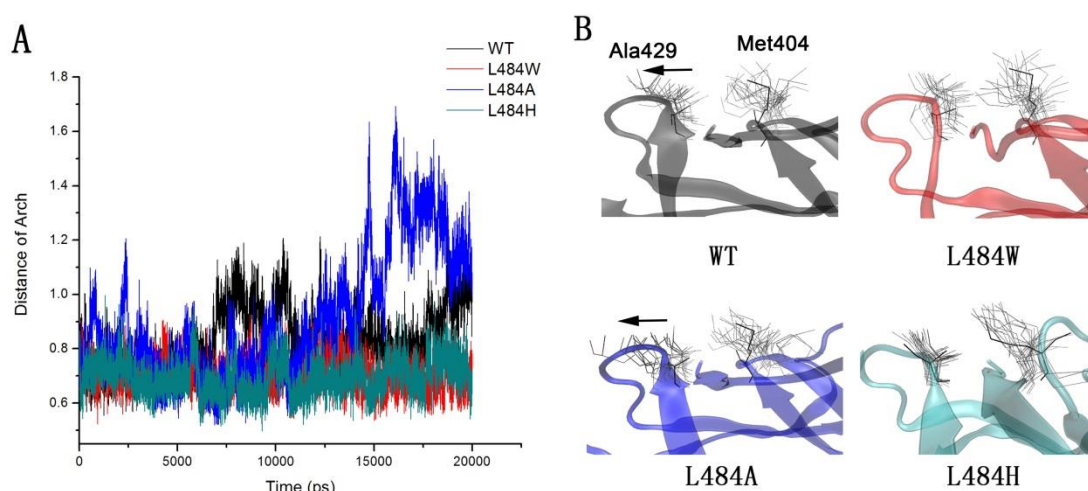 A
WT
L484W
L484A
L484H
1.8
1.6
1.4
1.2
1.0
0.8
0.6
Distance of Arch
0 5000 10000 15000 20000
Time (ps)
B
Ala429 Met404
WT L484W
L484A L484H